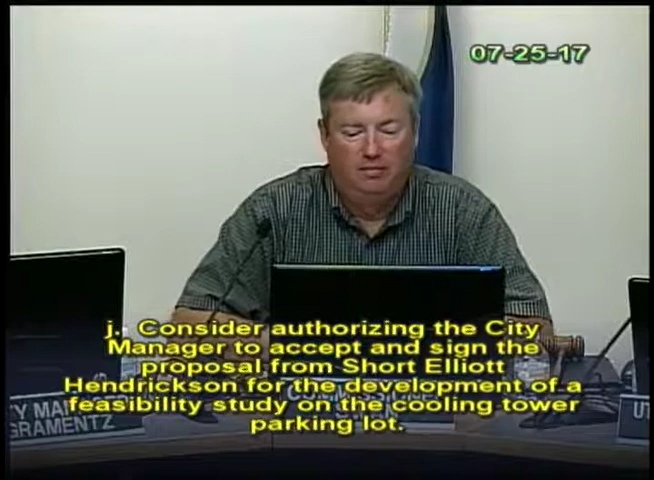 07-25-17
j. Consider authorizing the City
Manager to accept and sign the
proposal from Short Elliott
Hendrickson for the development of a
feasibility study on the cooling tower
parking lot.
GRAMENTZ